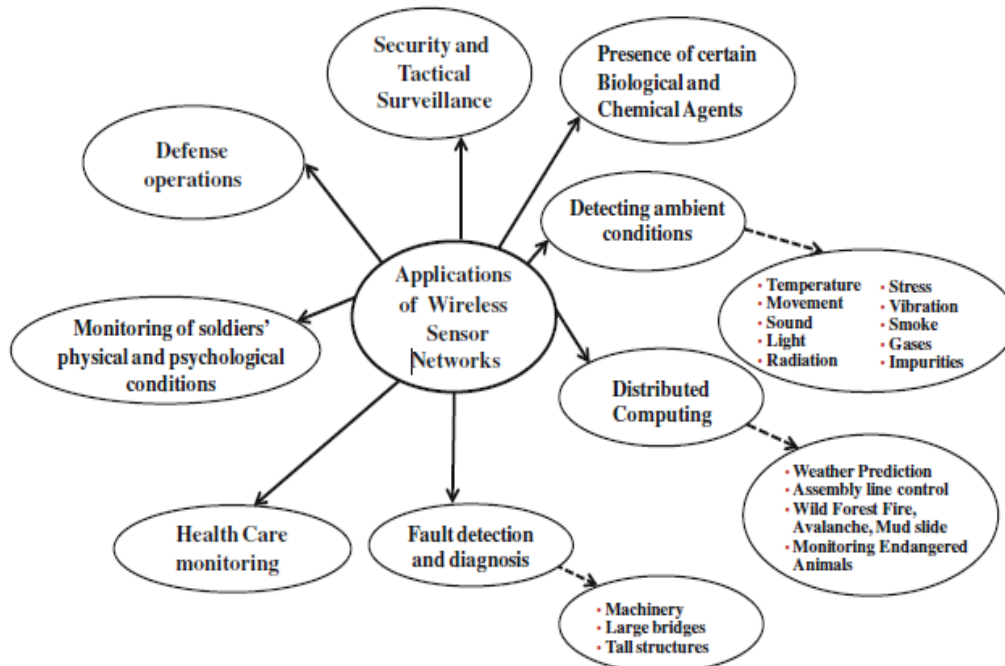 Security and
Tactical
Surveillance
Presence of certain
Biological and
Chemical Agents
Defense
operations
Detecting ambient
conditions
Applications
of Wireless
Sensor
Networks
• Temperature
• Movement
• Sound
• Light
• Radiation
• Stress
• Vibration
• Smoke
• Gases
• Impurities
Monitoring of soldiers’
physical and psychological
conditions
Distributed
Computing
• Weather Prediction
• Assembly line control
• Wild Forest Fire,
Avalanche, Mud slide
• Monitoring Endangered
Animals
Health Care
monitoring
Fault detection
and diagnosis
• Machinery
• Large bridges
• Tall structures